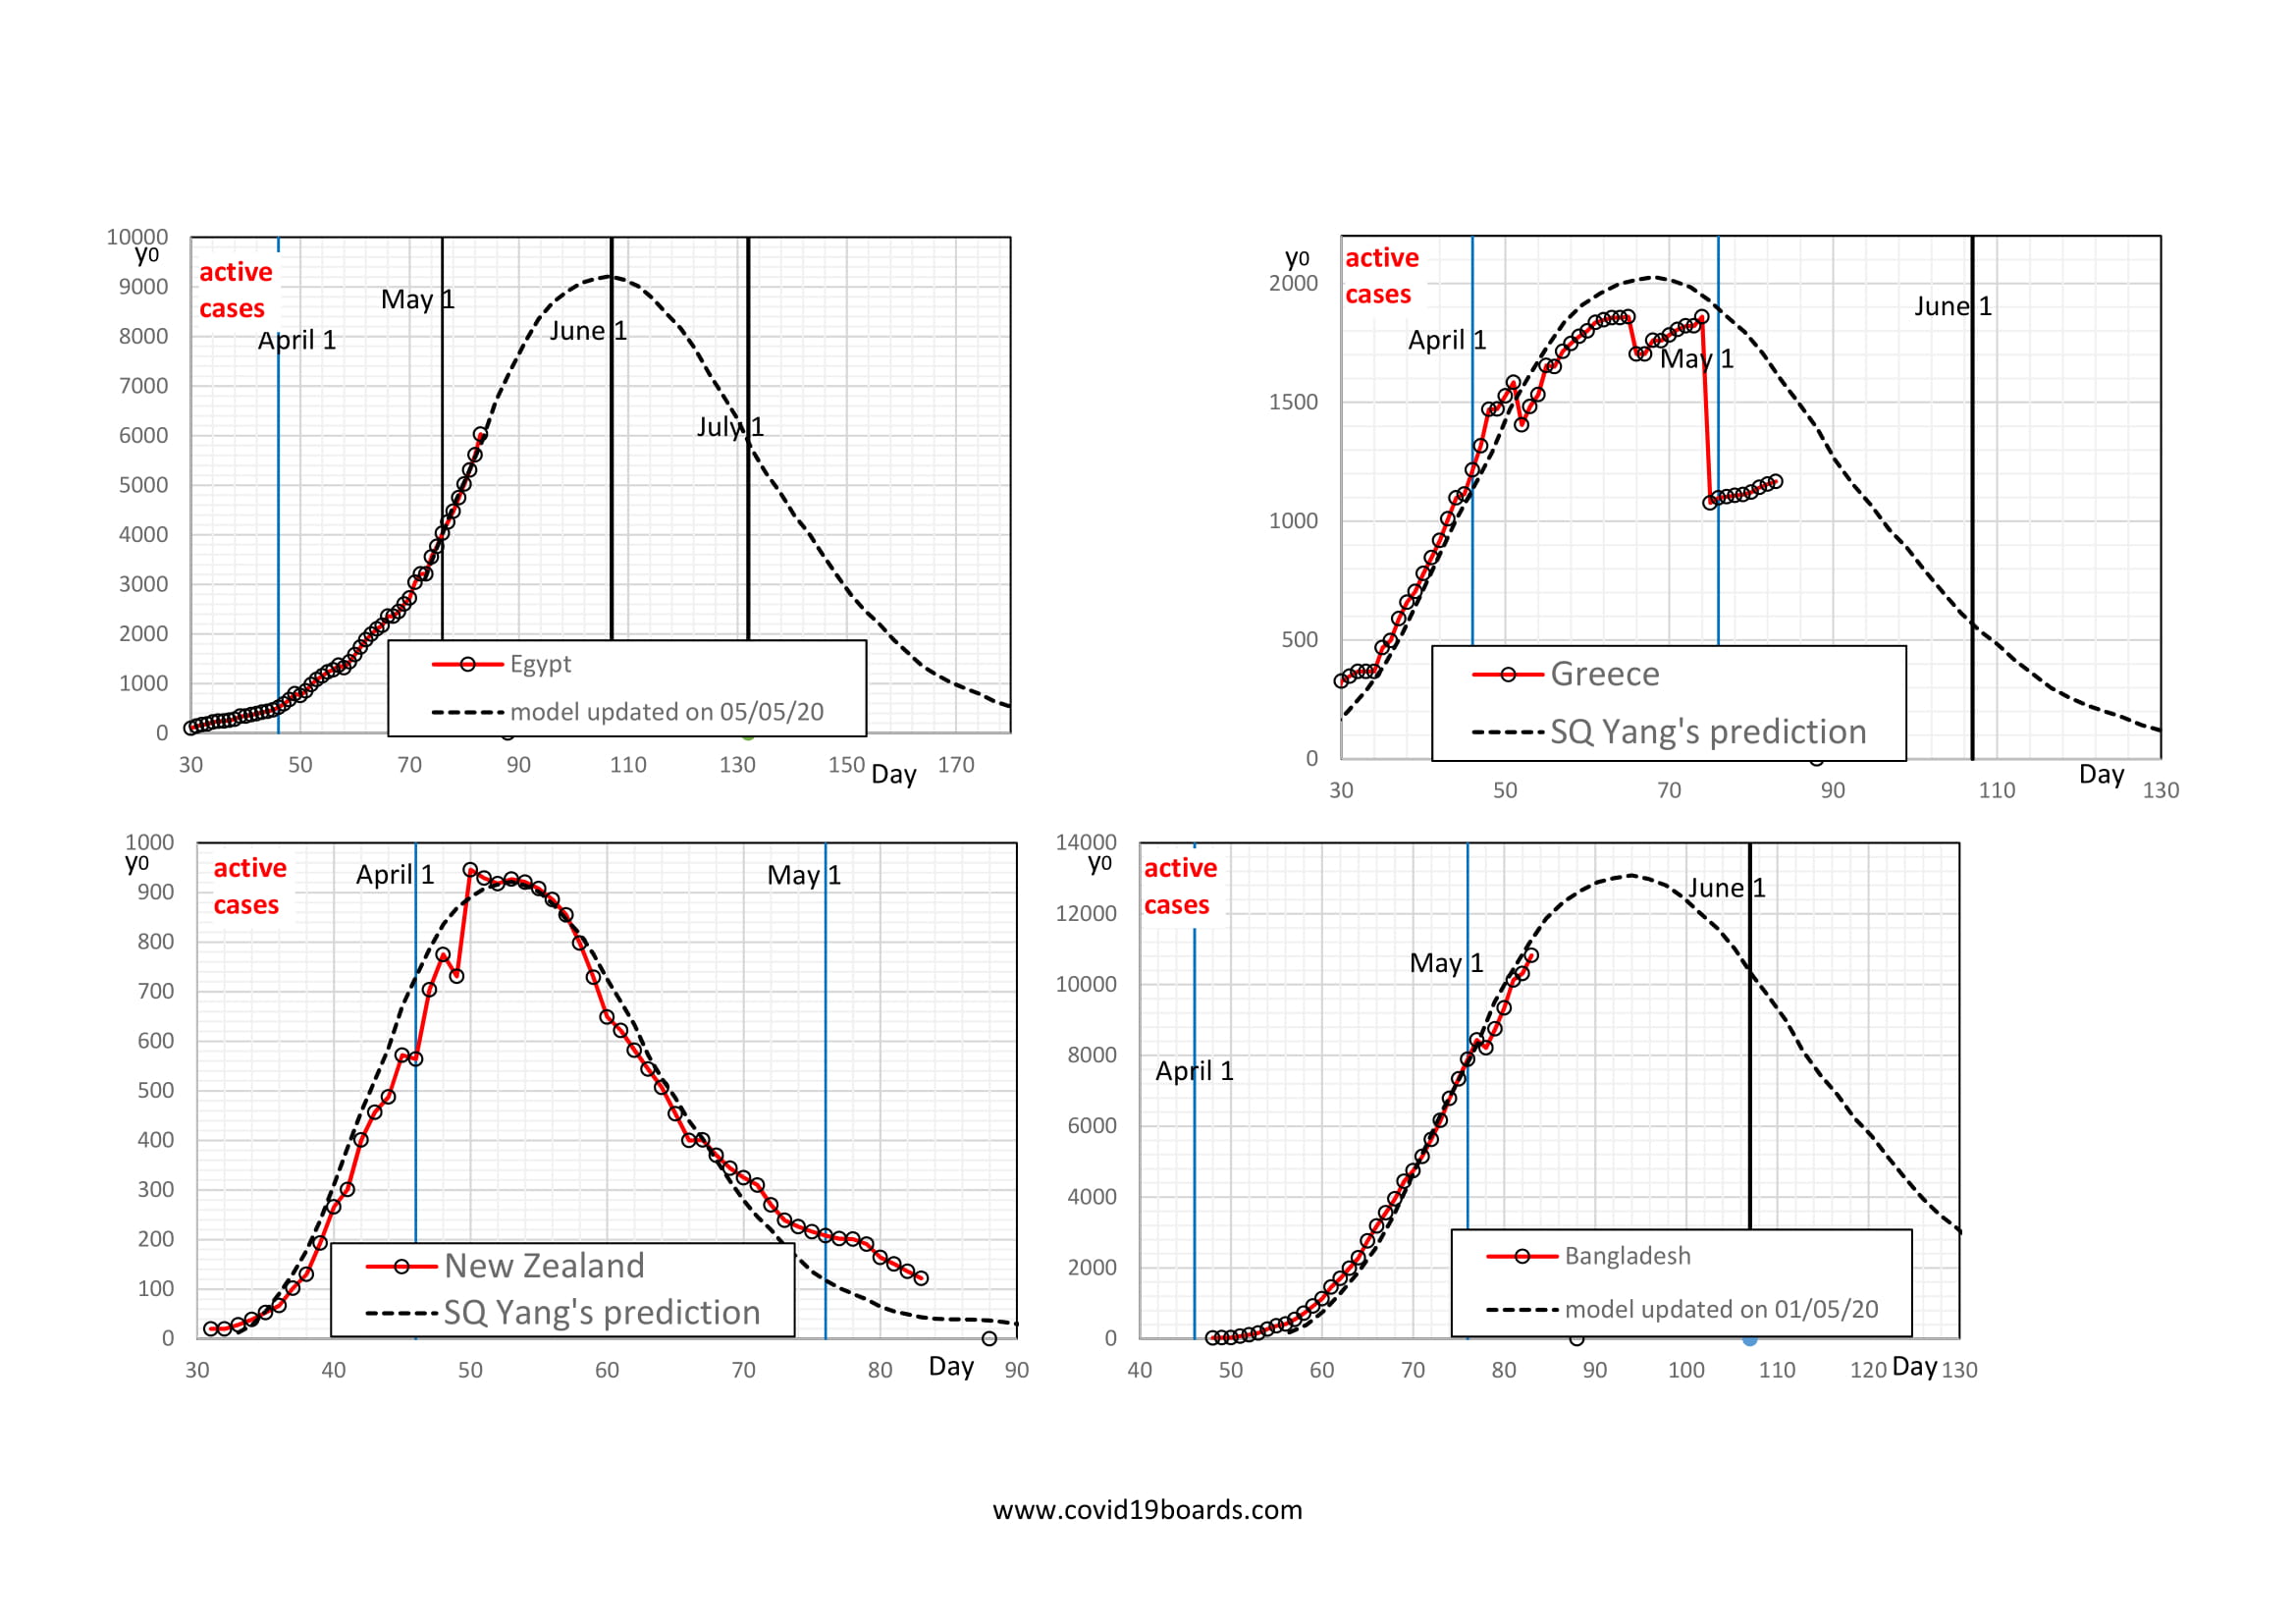 10000
y0
active
cases
9000
8000
7000
6000
5000
4000
3000
2000
1000
0
April 1
May 1
June 1
July 1
Egypt
model updated on 05/05/20
30 50 70 90 110 130 150 170
Day
y0
active
cases
2000
1500
1000
500
0
April 1
May 1
June 1
Greece
SQ Yang's prediction
Day
30 50 70 90 110 130
1000
y0
active
cases
900
800
700
600
500
400
300
200
100
0
April 1
May 1
New Zealand
SQ Yang's prediction
30 40 50 60 70 80 90
Day
14000
y0
active
cases
12000
10000
8000
6000
4000
2000
0
April 1
May 1
June 1
Bangladesh
model updated on 01/05/20
40 50 60 70 80 90 100 110 120 130
Day
www.covid19boards.com